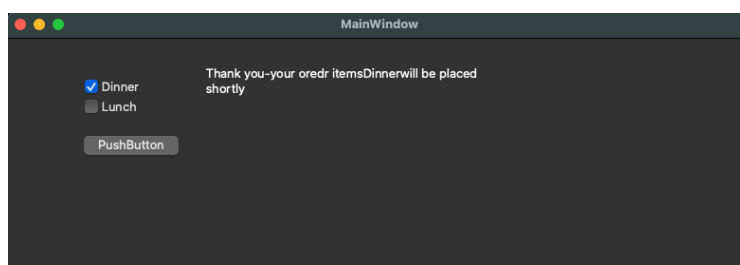 MainWindow
Dinner
Thank you-your oredr itemsDinnerwill be placed
shortly
Lunch
PushButton